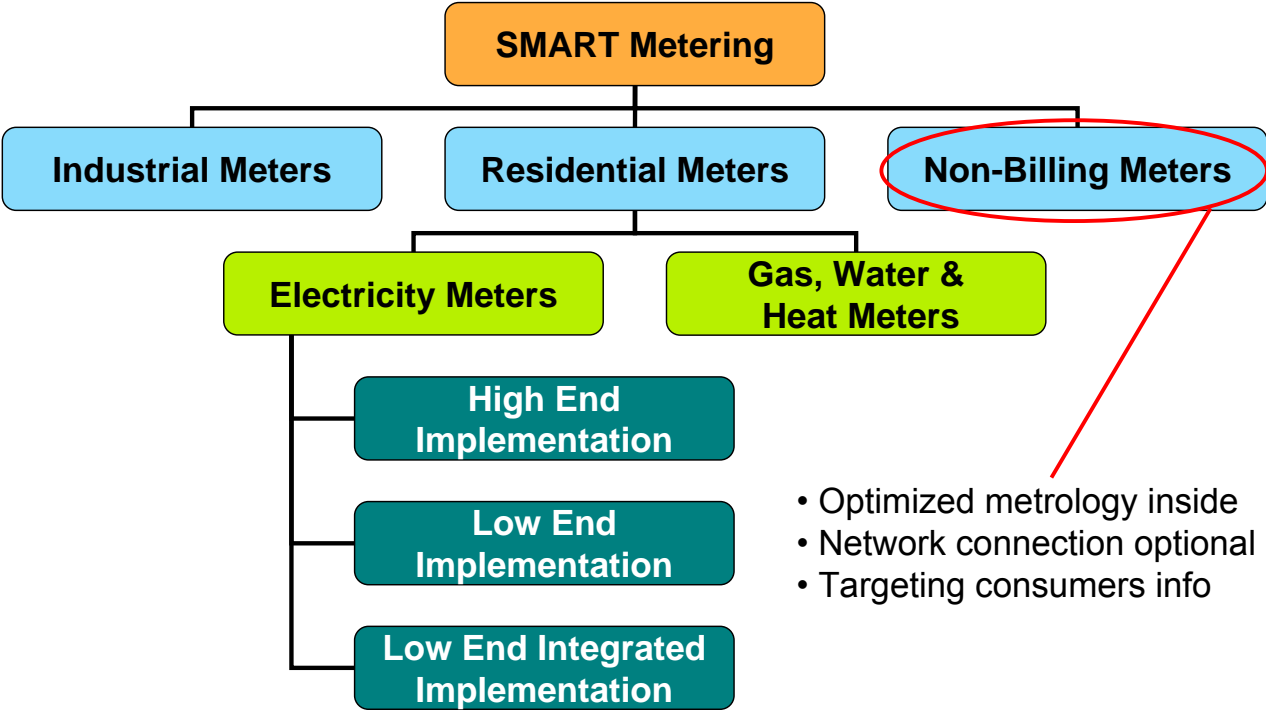 SMART Metering
Industrial Meters
Residential Meters
Non-Billing Meters
Electricity Meters
Gas, Water &
Heat Meters
High End
Implementation
Low End
Implementation
Low End Integrated
Implementation
• Optimized metrology inside
• Network connection optional
• Targeting consumers info